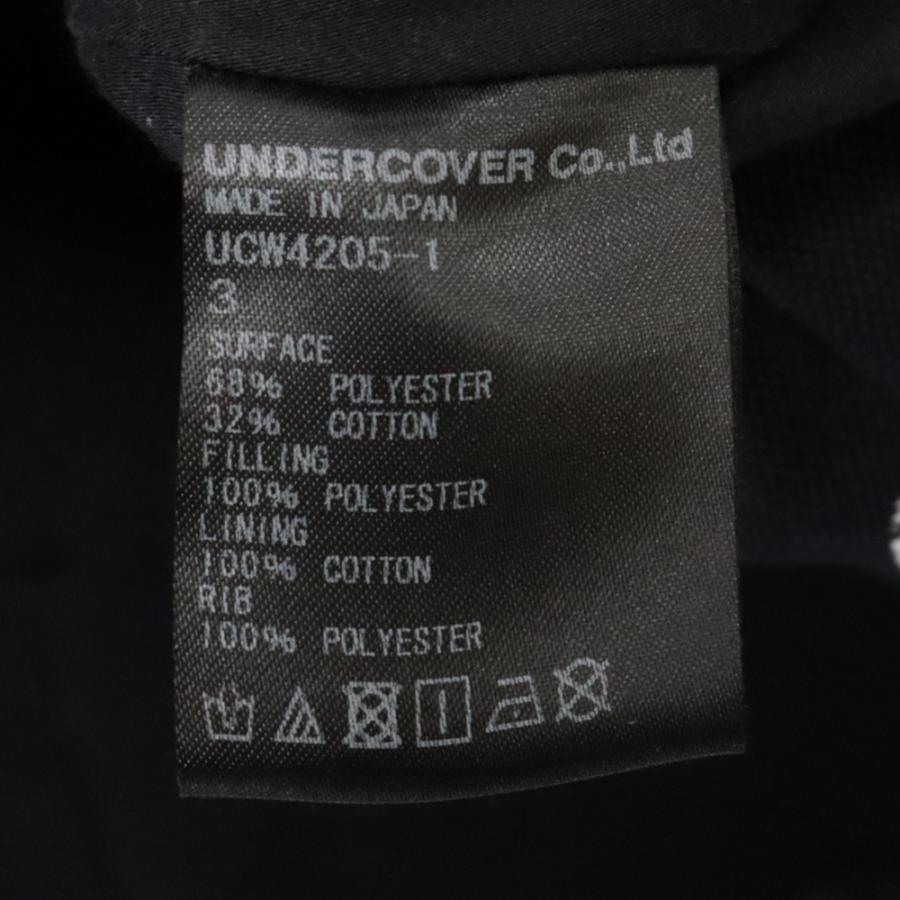 UNDERCOVER Co.,Ltd
MADE IN JAPAN
UCW4205-1
3
SURFACE
68% POLYESTER
32% COTTON
FILLING
100% POLYESTER
LINING
100% COTTON
RIB
100% POLYESTER